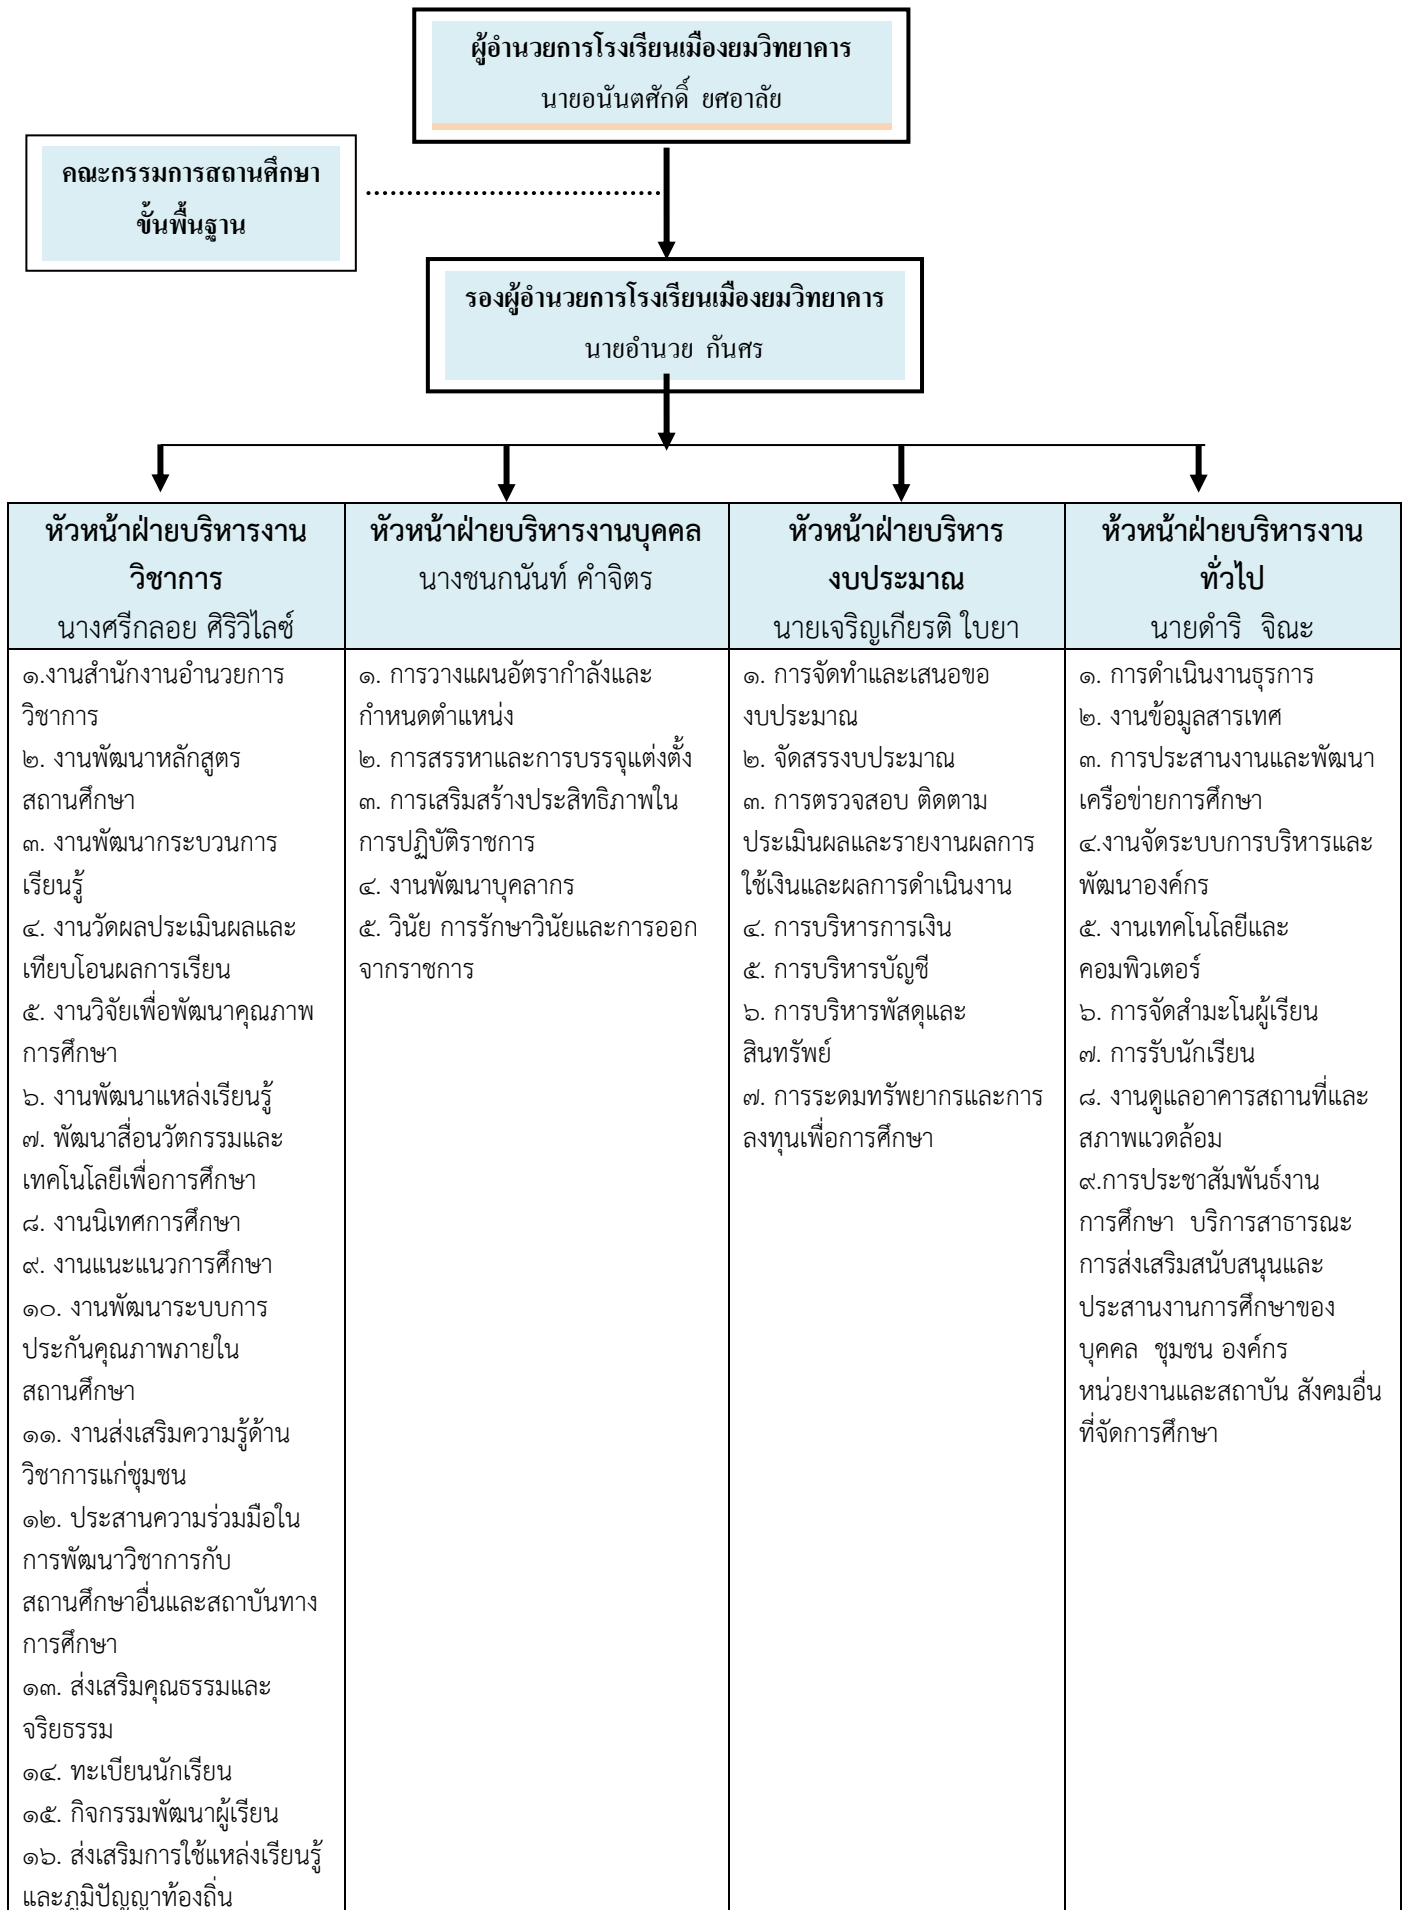 ผู้อำนวยการโรงเรียนเมืองยมวิทยาคาร
นายอนันตศักดิ์ ยศอาลัย
คณะกรรมการสถานศึกษา
ขั้นพื้นฐาน
รองผู้อำนวยการโรงเรียนเมืองยมวิทยาคาร
นายอำนวย กันศร
หัวหน้าฝ่ายบริหารงาน
วิชาการ
นางศรีกลอย ศิริวิไลซ์
หัวหน้าฝ่ายบริหารงานบุคคล
นางชนกนันท์ คำจิตร
หัวหน้าฝ่ายบริหาร
งบประมาณ
นายเจริญเกียรติ ใบยา
ห้วหน้าฝ่ายบริหารงาน
ทั่วไป
นายดำริ จิณะ
๑.งานสำนักงานอำนวยการ
วิชาการ
๒. งานพัฒนาหลักสูตร
สถานศึกษา
๓. งานพัฒนากระบวนการ
เรียนรู้
๔. งานวัดผลประเมินผลและ
เทียบโอนผลการเรียน
๕. งานวิจัยเพื่อพัฒนาคุณภาพ
การศึกษา
๖. งานพัฒนาแหล่งเรียนรู้
๗. พัฒนาสื่อนวัตกรรมและ
เทคโนโลยีเพื่อการศึกษา
๘. งานนิเทศการศึกษา
๙. งานแนะแนวการศึกษา
๑๐. งานพัฒนาระบบการ
ประกันคุณภาพภายใน
สถานศึกษา
๑๑. งานส่งเสริมความรู้ด้าน
วิชาการแก่ชุมชน
๑๒. ประสานความร่วมมือใน
การพัฒนาวิชาการกับ
สถานศึกษาอื่นและสถาบันทาง
การศึกษา
๑๓. ส่งเสริมคุณธรรมและ
จริยธรรม
๑๔. ทะเบียนนักเรียน
๑๕. กิจกรรมพัฒนาผู้เรียน
๑๖. ส่งเสริมการใช้แหล่งเรียนรู้
และภูมิปัญญาท้องถิ่น
๑. การวางแผนอัตรากำลังและ
กำหนดตำแหน่ง
๒. การสรรหาและการบรรจุแต่งตั้ง
๓. การเสริมสร้างประสิทธิภาพใน
การปฏิบัติราชการ
๔. งานพัฒนาบุคลากร
๕. วินัย การรักษาวินัยและการออก
จากราชการ
๑. การจัดทำและเสนอขอ
งบประมาณ
๒. จัดสรรงบประมาณ
๓. การตรวจสอบ ติดตาม
ประเมินผลและรายงานผลการ
ใช้เงินและผลการดำเนินงาน
๔. การบริหารการเงิน
๕. การบริหารบัญชี
๖. การบริหารพัสดุและ
สินทรัพย์
๗. การระดมทรัพยากรและการ
ลงทุนเพื่อการศึกษา
๑. การดำเนินงานธุรการ
๒. งานข้อมูลสารเทศ
๓. การประสานงานและพัฒนา
เครือข่ายการศึกษา
๔.งานจัดระบบการบริหารและ
พัฒนาองค์กร
๕. งานเทคโนโลยีและ
คอมพิวเตอร์
๖. การจัดสำมะโนผู้เรียน
๗. การรับนักเรียน
๘. งานดูแลอาคารสถานที่และ
สภาพแวดล้อม
๙.การประชาสัมพันธ์งาน
การศึกษา บริการสาธารณะ
การส่งเสริมสนับสนุนและ
ประสานงานการศึกษาของ
บุคคล ชุมชน องค์กร
หน่วยงานและสถาบัน สังคมอื่น
ที่จัดการศึกษา